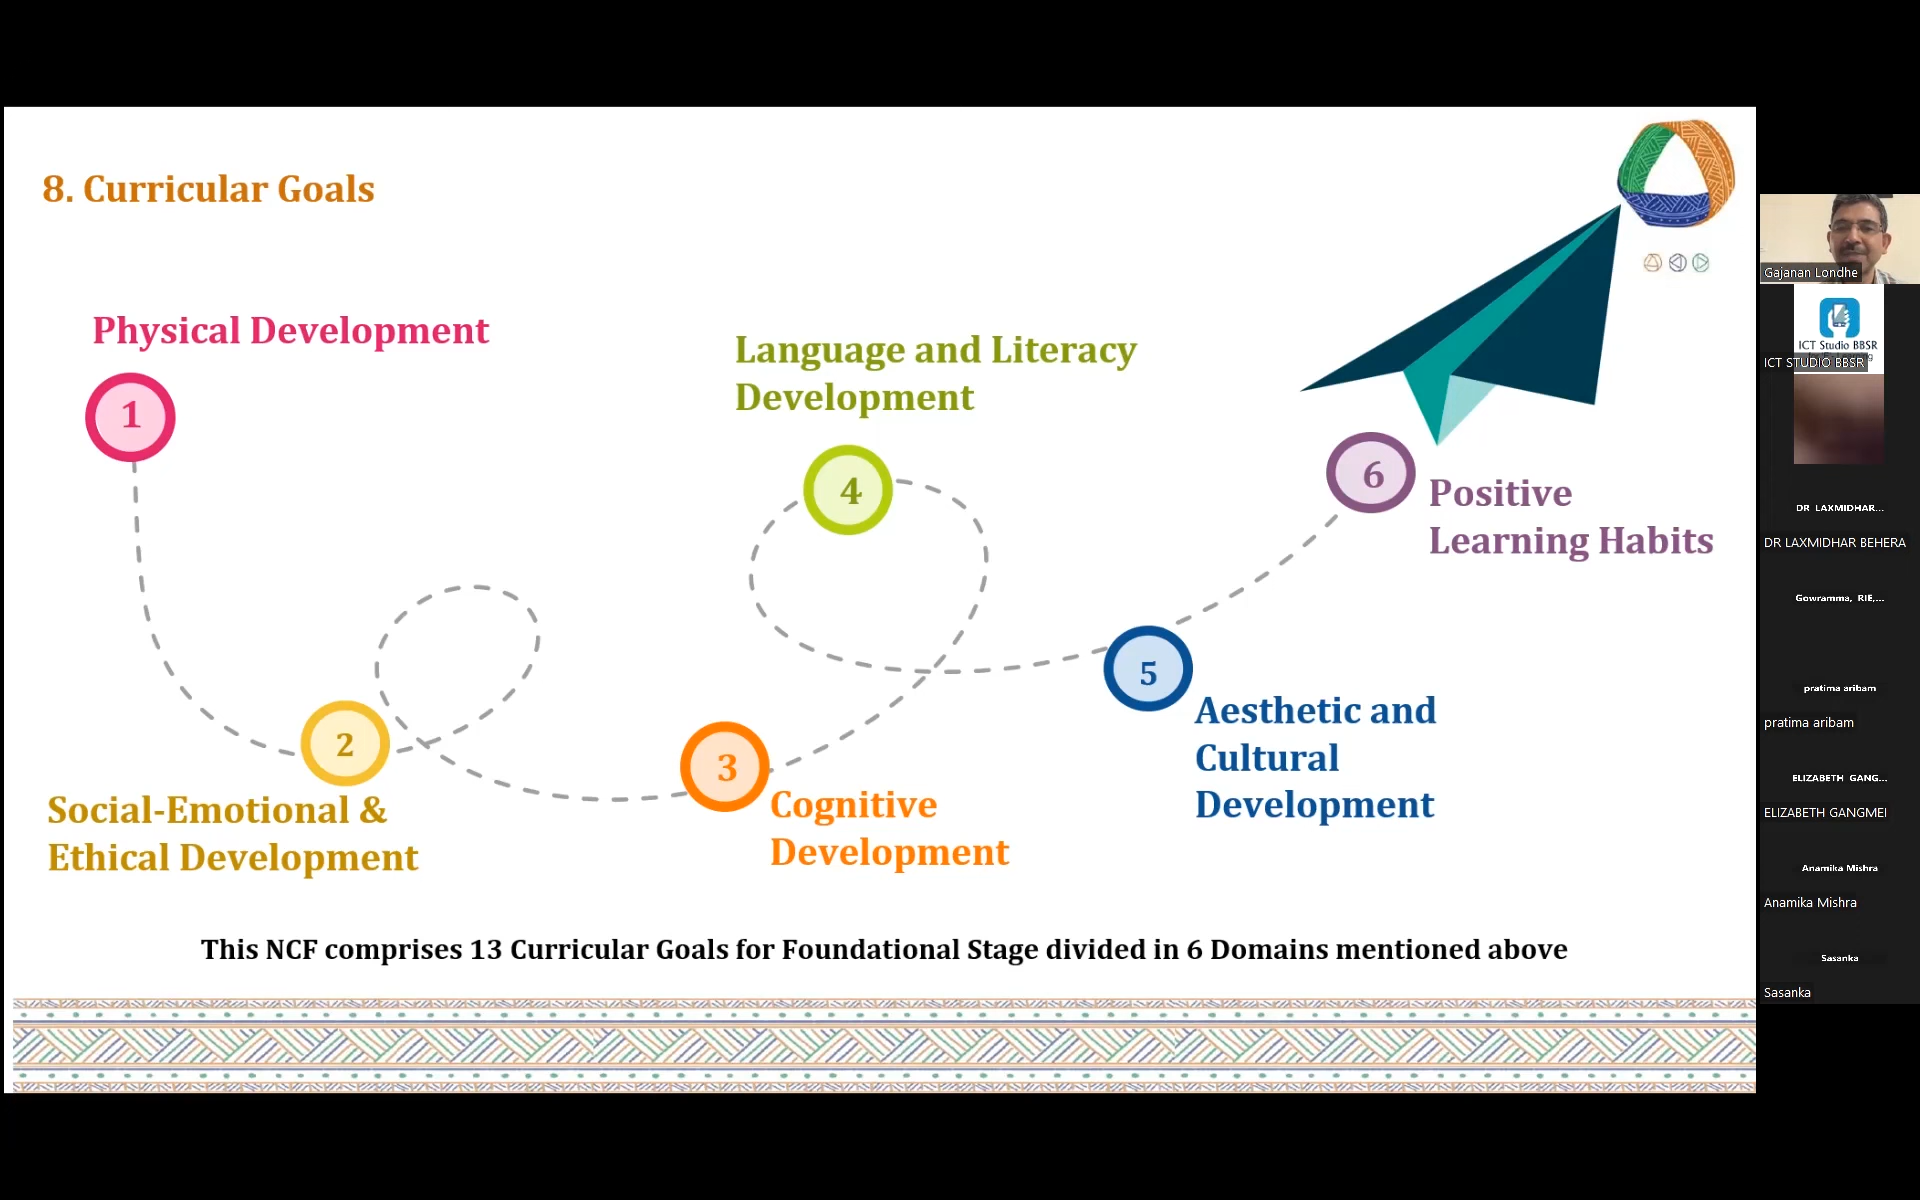 8. Curricular Goals
Physical Development
1
Language and Literacy
Development
4
6
Positive
Learning Habits
5
Aesthetic and
Cultural
Development
2
Social-Emotional &
Ethical Development
3
Cognitive
Development
This NCF comprises 13 Curricular Goals for Foundational Stage divided in 6 Domains mentioned above
Gajanan Londhe
ICT Studio BBSR
ICT STUDIO BBSR
DR LAXMIDHAR...
DR LAXMIDHAR BEHERA
Gowramma, RIE,...
pratima aribam
pratima aribam
ELIZABETH GANG...
ELIZABETH GANGMEI
Anamika Mishra
Anamika Mishra
Sasanka
Sasanka